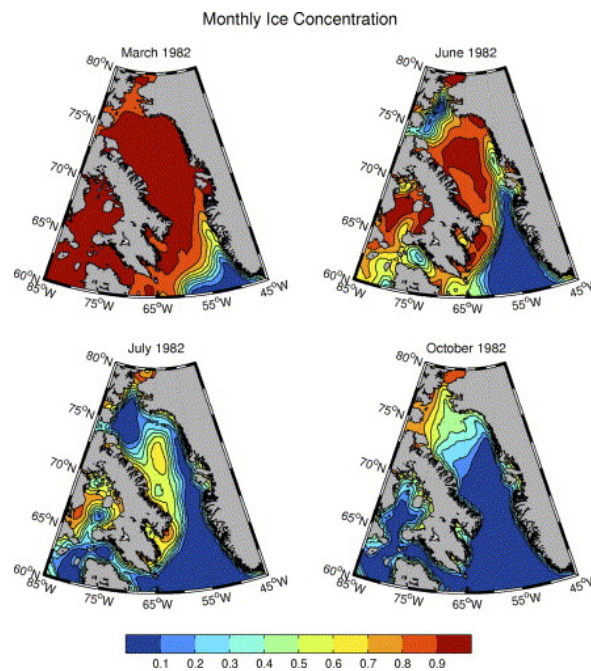 Monthly Ice Concentration
March 1982
80°N
75°N
70°N
65°N
60°N
85°W
75°W
65°W
55°W
45°W
June 1982
80°N
75°N
70°N
65°N
60°N
85°W
75°W
65°W
55°W
45°W
July 1982
80°N
75°N
70°N
65°N
60°N
85°W
75°W
65°W
55°W
45°W
October 1982
80°N
75°N
70°N
65°N
60°N
85°W
75°W
65°W
55°W
45°W
0.1 0.2 0.3 0.4 0.5 0.6 0.7 0.8 0.9